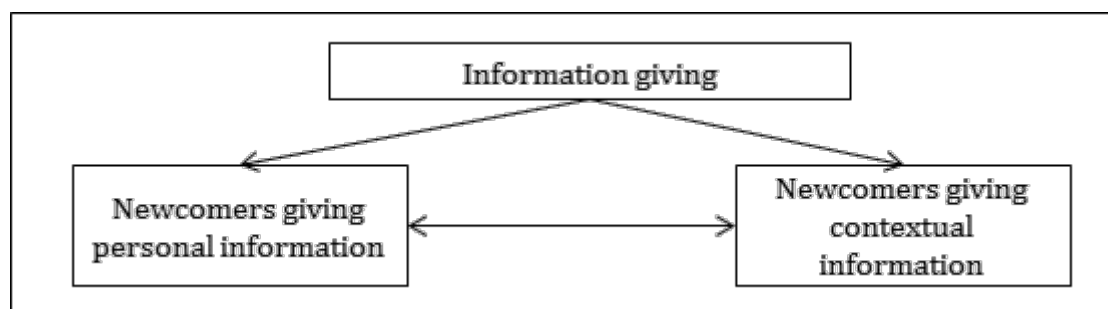 Information giving
Newcomers giving
personal information
Newcomers giving
contextual
information